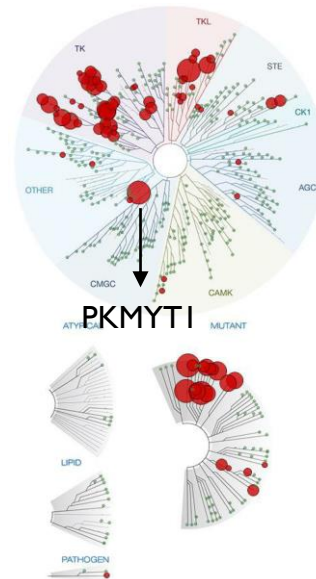 TK
TKL
STE
CK1
AGC
OTHER
CMGC
CAMK
PKMYT1
ATYPICAL
MUTANT
LIPID
PATHOGEN